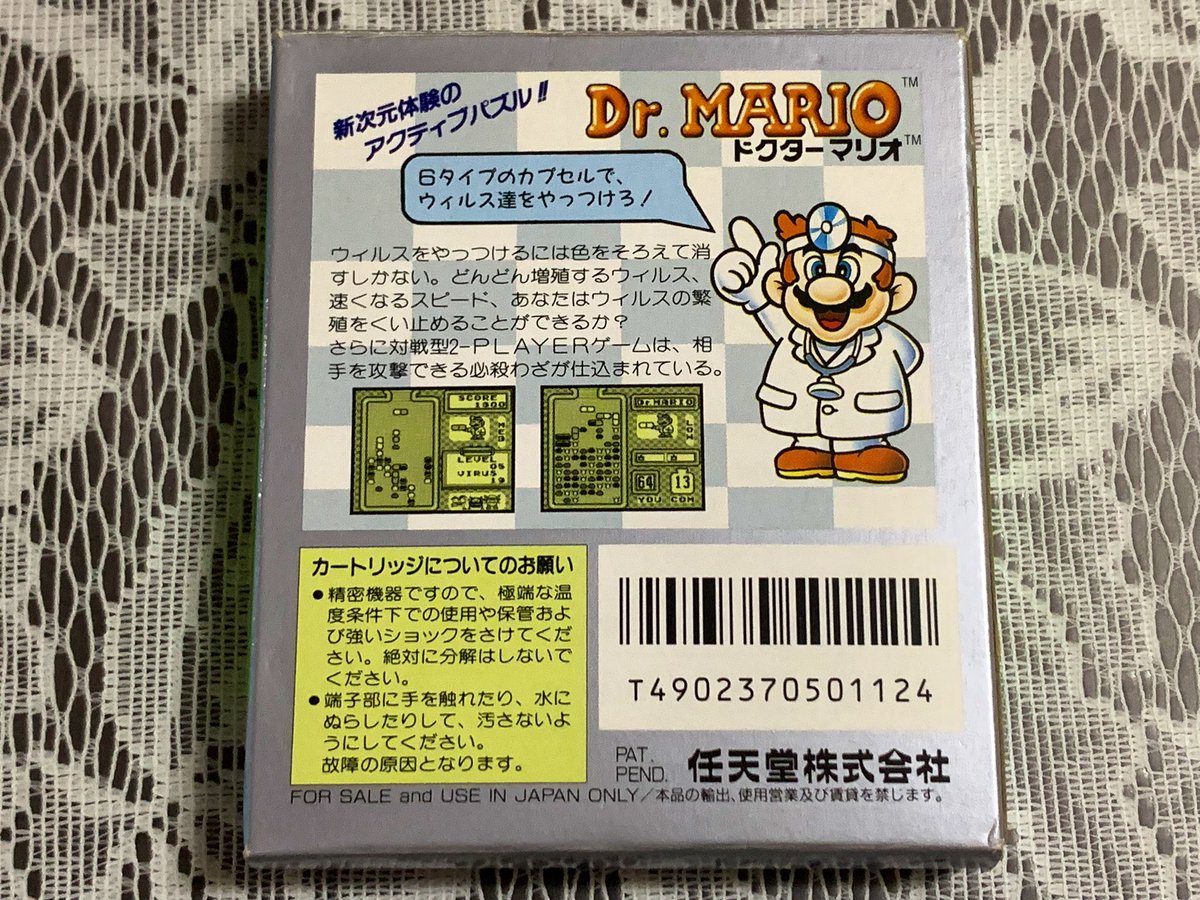 新次元体験の
アクティブパズル!!
Dr. MARIO™
ドクターマリオ™
6タイプのカプセルで、
ウィルス達をやっつけろ!
ウィルスをやっつけるには色をそろえて消
すしかない。どんどん増殖するウィルス、
速くなるスピード、あなたはウィルスの繁
殖をくい止めることができるか?
さらに対戦型2-PLAYERゲームは、相
手を攻撃できる必殺わざが仕込まれている。
SCORE
1300
LEVEL
05
VIRUS
19
Dr.MARIO
64 13
YOU COM
カートリッジについてのお願い
●精密機器ですので、極端な温
度条件下での使用や保管およ
び強いショックをさけてくだ
さい。絶対に分解はしないで
ください。
●端子部に手を触れたり、水に
ぬらしたりして、汚さないよ
うにしてください。
故障の原因となります。
T4902370501124
PAT.
PEND.
任天堂株式会社
FOR SALE and USE IN JAPAN ONLY/本品の輸出、使用営業及び賃貸を禁じます。